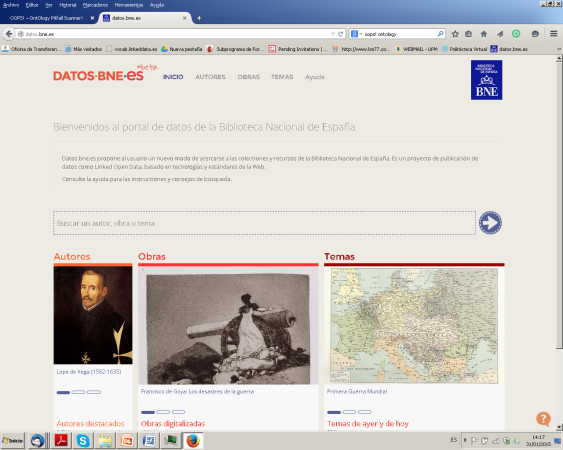 Archivo Editar Ver Historial Marcadores Herramientas Ayuda
OOPS! - OntOlogy Pitfall Scanner!
datos.bne.es
datos.bne.es
oops! ontology
Oficina de Transferen...
Más visitados
vocab.linkeddata.es
Nueva pestaña
Subprograma de For...
Pending Invitations | ...
http://www.kss77.co...
WEBMAIL - UPM
Politécnica Virtual
datos.bne.es
DATOS·BNE·es
beta
INICIO AUTORES OBRAS TEMAS Ayuda
BIBLIOTECA
NACIONAL
DE ESPAÑA
BNE
Bienvenidos al portal de datos de la Biblioteca Nacional de España
Datos.bne.es propone al usuario un nuevo modo de acercarse a las colecciones y recursos de la Biblioteca Nacional de España. Es un proyecto de publicación de
datos como Linked Open Data, basado en tecnologías y estándares de la Web.
Consulte la ayuda para las instrucciones y consejos de búsqueda.
Buscar un autor, obra o tema
Autores Obras Temas
Lope de Vega (1562-1635)
Francisco de Goya: Los desastres de la guerra
Primera Guerra Mundial
Autores destacados
Obras digitalizadas
Temas de ayer y de hoy
?
Inicio
ES
14:17
31/01/2015